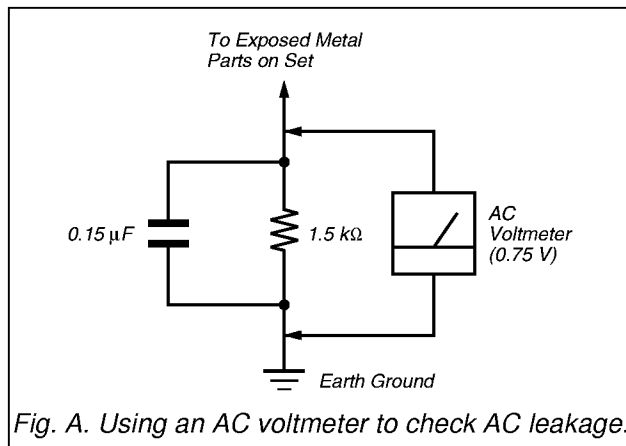 To Exposed Metal
Parts on Set
0.15 µF
1.5 kΩ
AC
Voltmeter
(0.75 V)
Earth Ground
Fig. A. Using an AC voltmeter to check AC leakage.